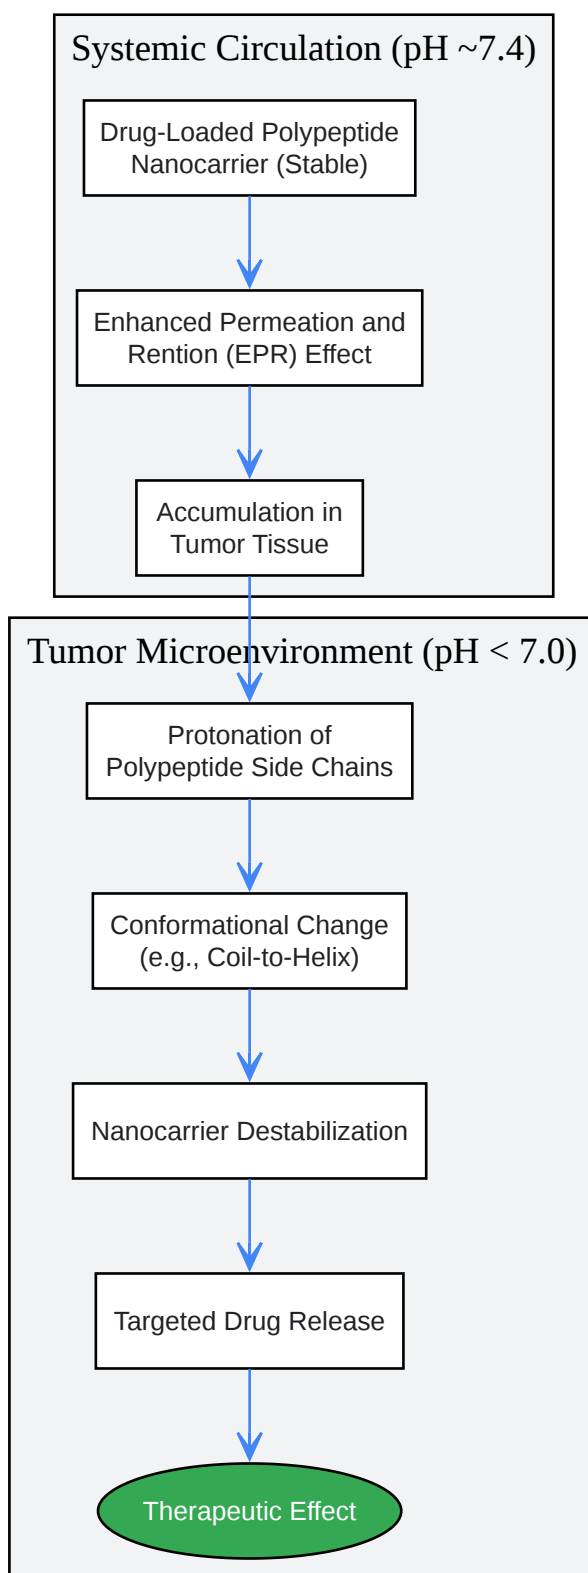 Systemic Circulation (pH ~7.4)
Drug-Loaded Polypeptide
Nanocarrier (Stable)
Enhanced Permeation and
Rention (EPR) Effect
Accumulation in
Tumor Tissue
Tumor Microenvironment (pH < 7.0)
Protonation of
Polypeptide Side Chains
Conformational Change
(e.g., Coil-to-Helix)
Nanocarrier Destabilization
Targeted Drug Release
Therapeutic Effect